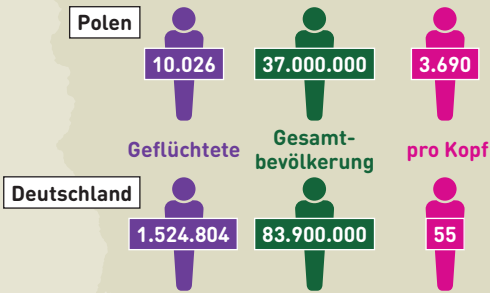 Polen
10.026 37.000.000 3.690
Geflüchtete Gesamt-
bevölkerung pro Kopf
Deutschland
1.524.804 83.900.000 55